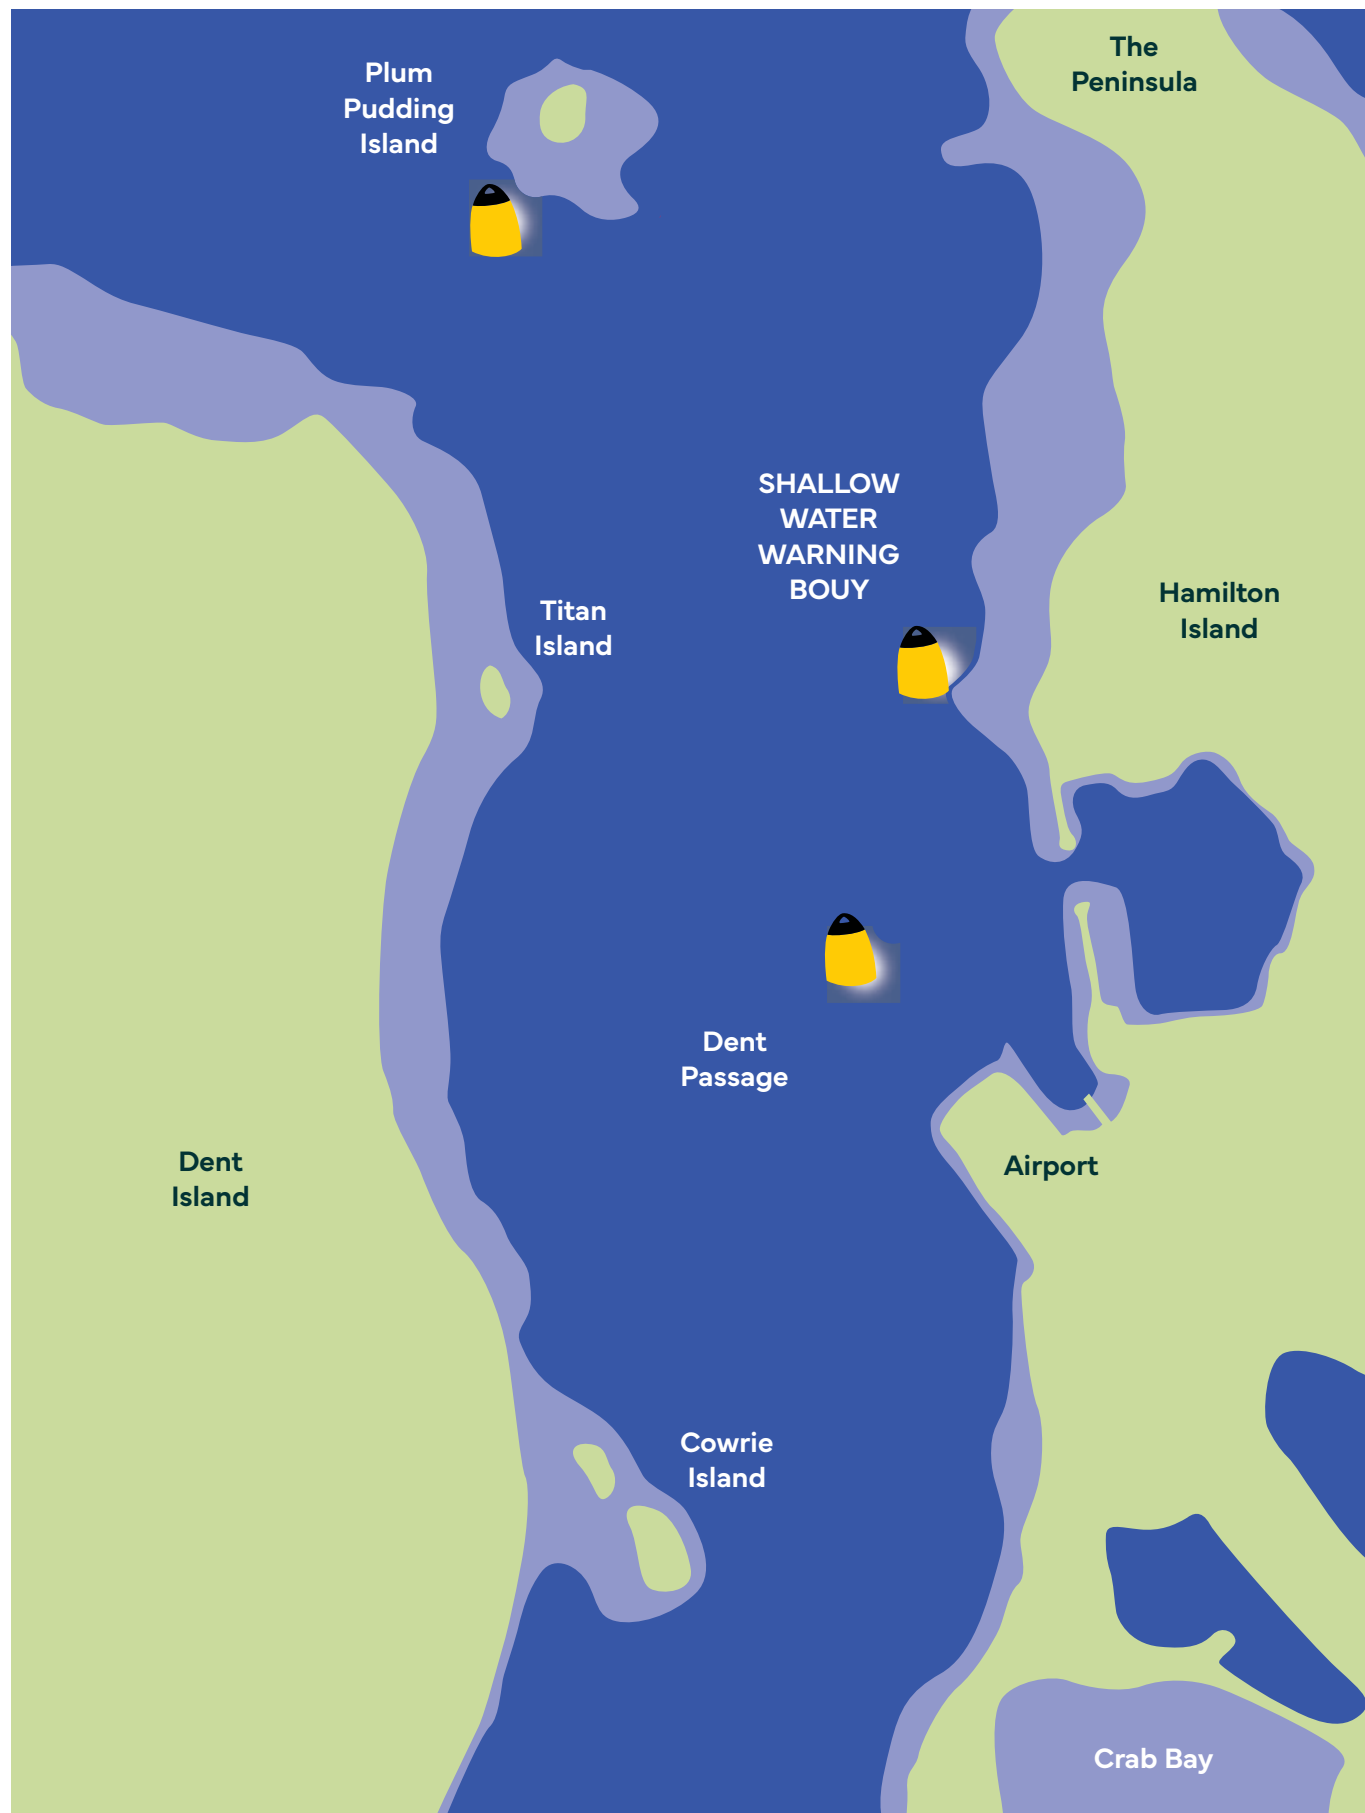 The
Peninsula
Plum
Pudding
Island
SHALLOW
WATER
WARNING
BOUY
Hamilton
Island
Titan
Island
Dent
Passage
Dent
Island
Airport
Cowrie
Island
Crab Bay